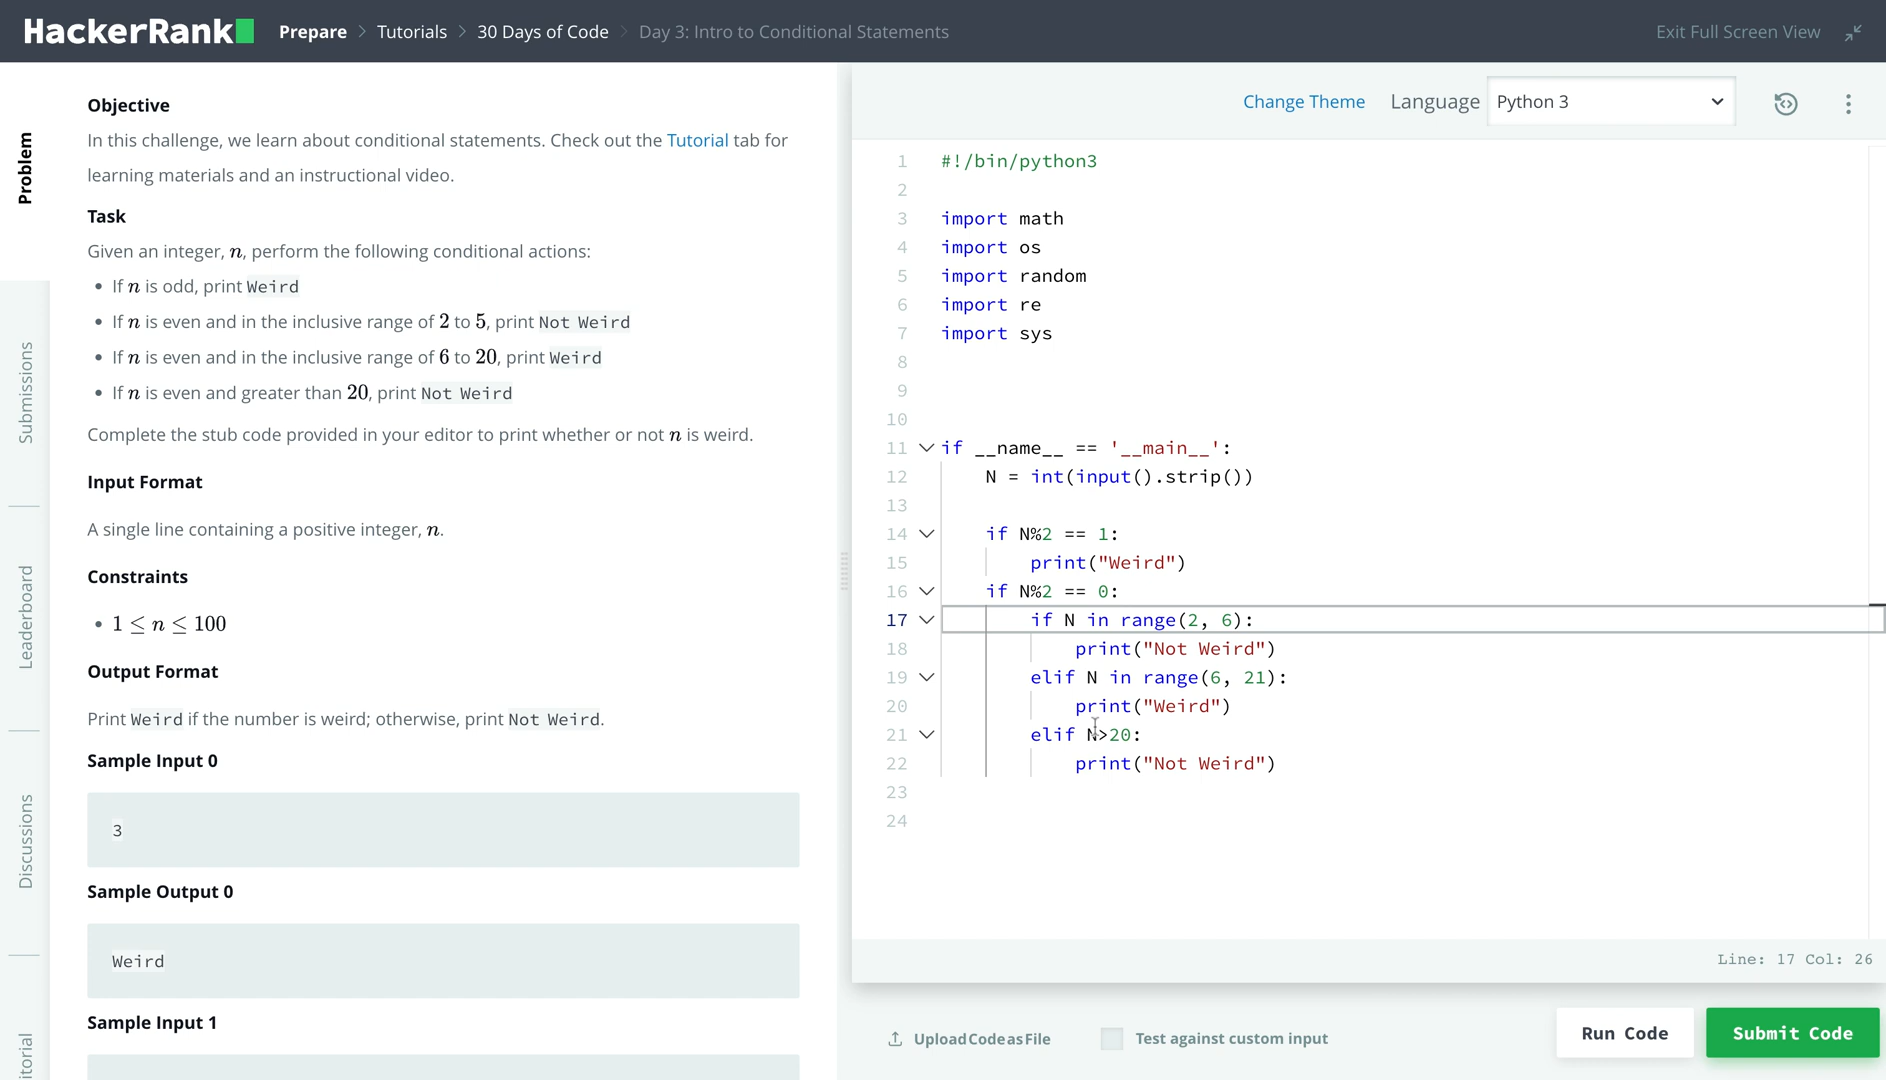 HackerRank Prepare > Tutorials > 30 Days of Code > Day 3: Intro to Conditional Statements
Exit Full Screen View
Problem
Submissions
Leaderboard
Discussions
itorial
Objective
In this challenge, we learn about conditional statements. Check out the Tutorial tab for
learning materials and an instructional video.
Task
Given an integer, n, perform the following conditional actions:
• If n is odd, print Weird
• If n is even and in the inclusive range of 2 to 5, print Not Weird
• If n is even and in the inclusive range of 6 to 20, print Weird
• If n is even and greater than 20, print Not Weird
Complete the stub code provided in your editor to print whether or not n is weird.
Input Format
A single line containing a positive integer, n.
Constraints
• 1 ≤ n ≤ 100
Output Format
Print Weird if the number is weird; otherwise, print Not Weird.
Sample Input 0
3
Sample Output 0
Weird
Sample Input 1
Change Theme Language Python 3
1 #!/bin/python3
2
3 import math
4 import os
5 import random
6 import re
7 import sys
8
9
10
11 if __name__ == '__main__':
12     N = int(input().strip())
13
14     if N%2 == 1:
15         print("Weird")
16     if N%2 == 0:
17         if N in range(2, 6):
18             print("Not Weird")
19         elif N in range(6, 21):
20             print("Weird")
21         elif N>20:
22             print("Not Weird")
23
24
Line: 17 Col: 26
Upload Code as File
Test against custom input
Run Code
Submit Code